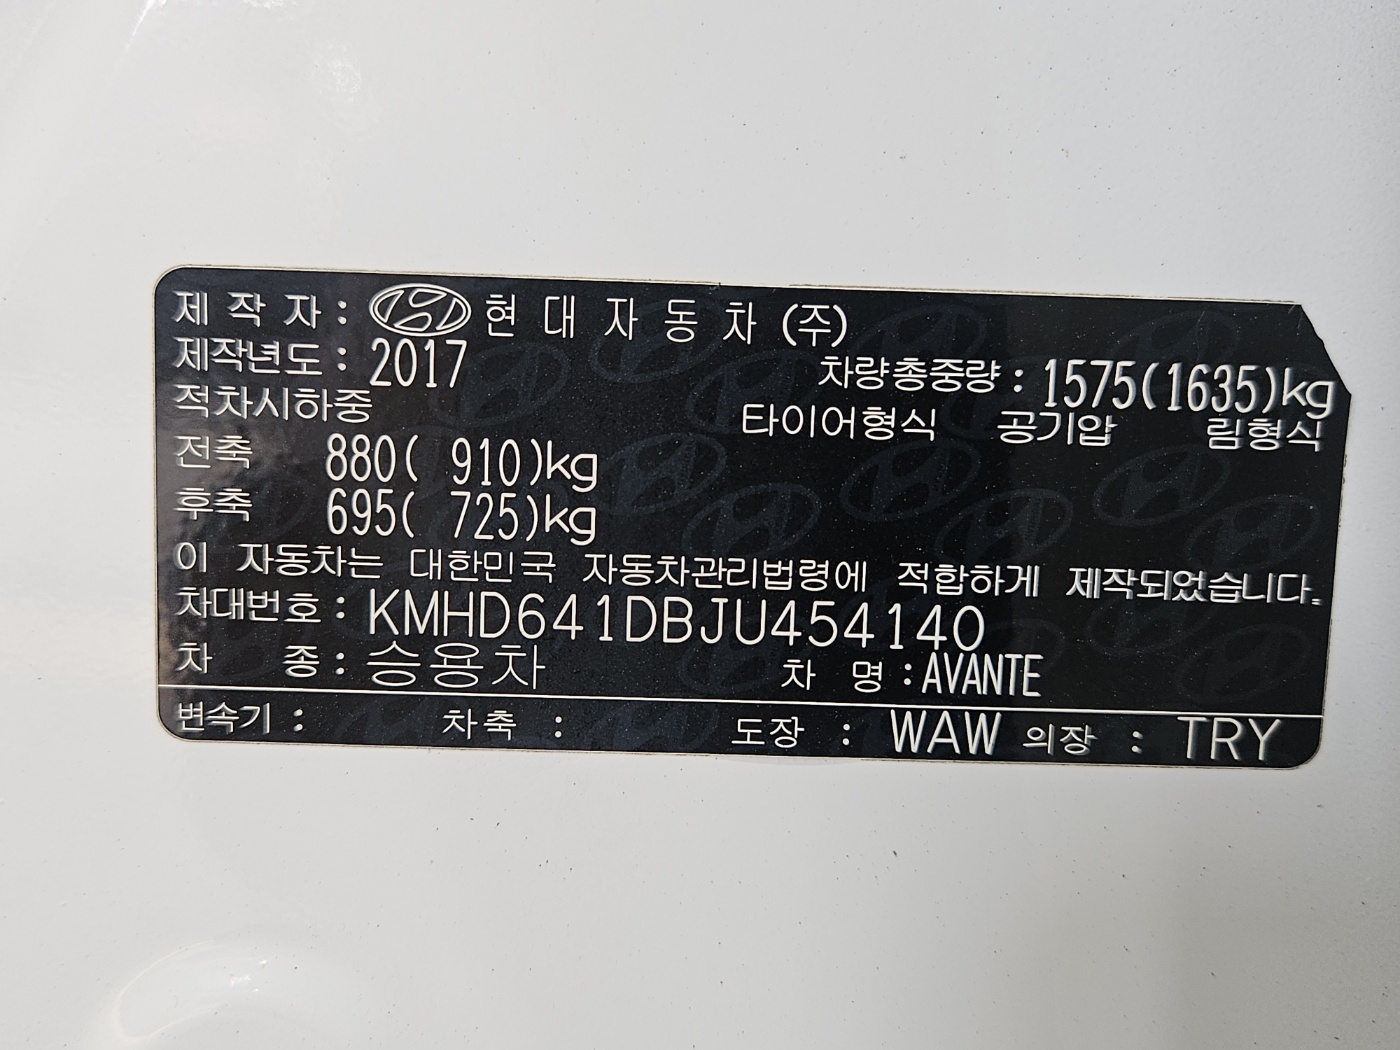 제 작 자 : 현 대 자 동 차 (주)
제작년도 : 2017 차량총중량 : 1575(1635)kg
적차시하중 타이어형식 공기압 림형식
전축 880( 910)kg
후축 695( 725)kg
이 자동차는 대한민국 자동차관리법령에 적합하게 제작되었습니다.
차대번호 : KMHD641DBJU454140
차 종 : 승용차 차 명 : AVANTE
변속기 : 차축 : 도장 : WAW 의장 : TRY